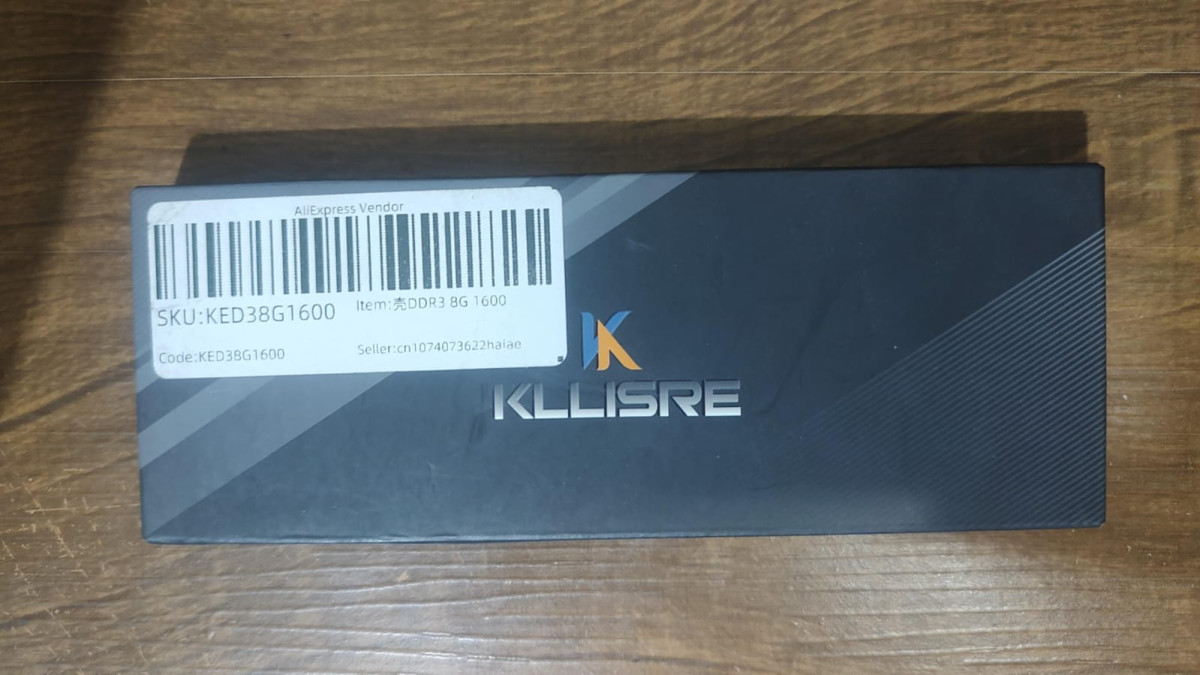 AliExpress Vendor
SKU:KED38G1600
Item:壳DDR3 8G 1600
Code:KED38G1600
Seller:cn1074073622haiae
KLLISRE